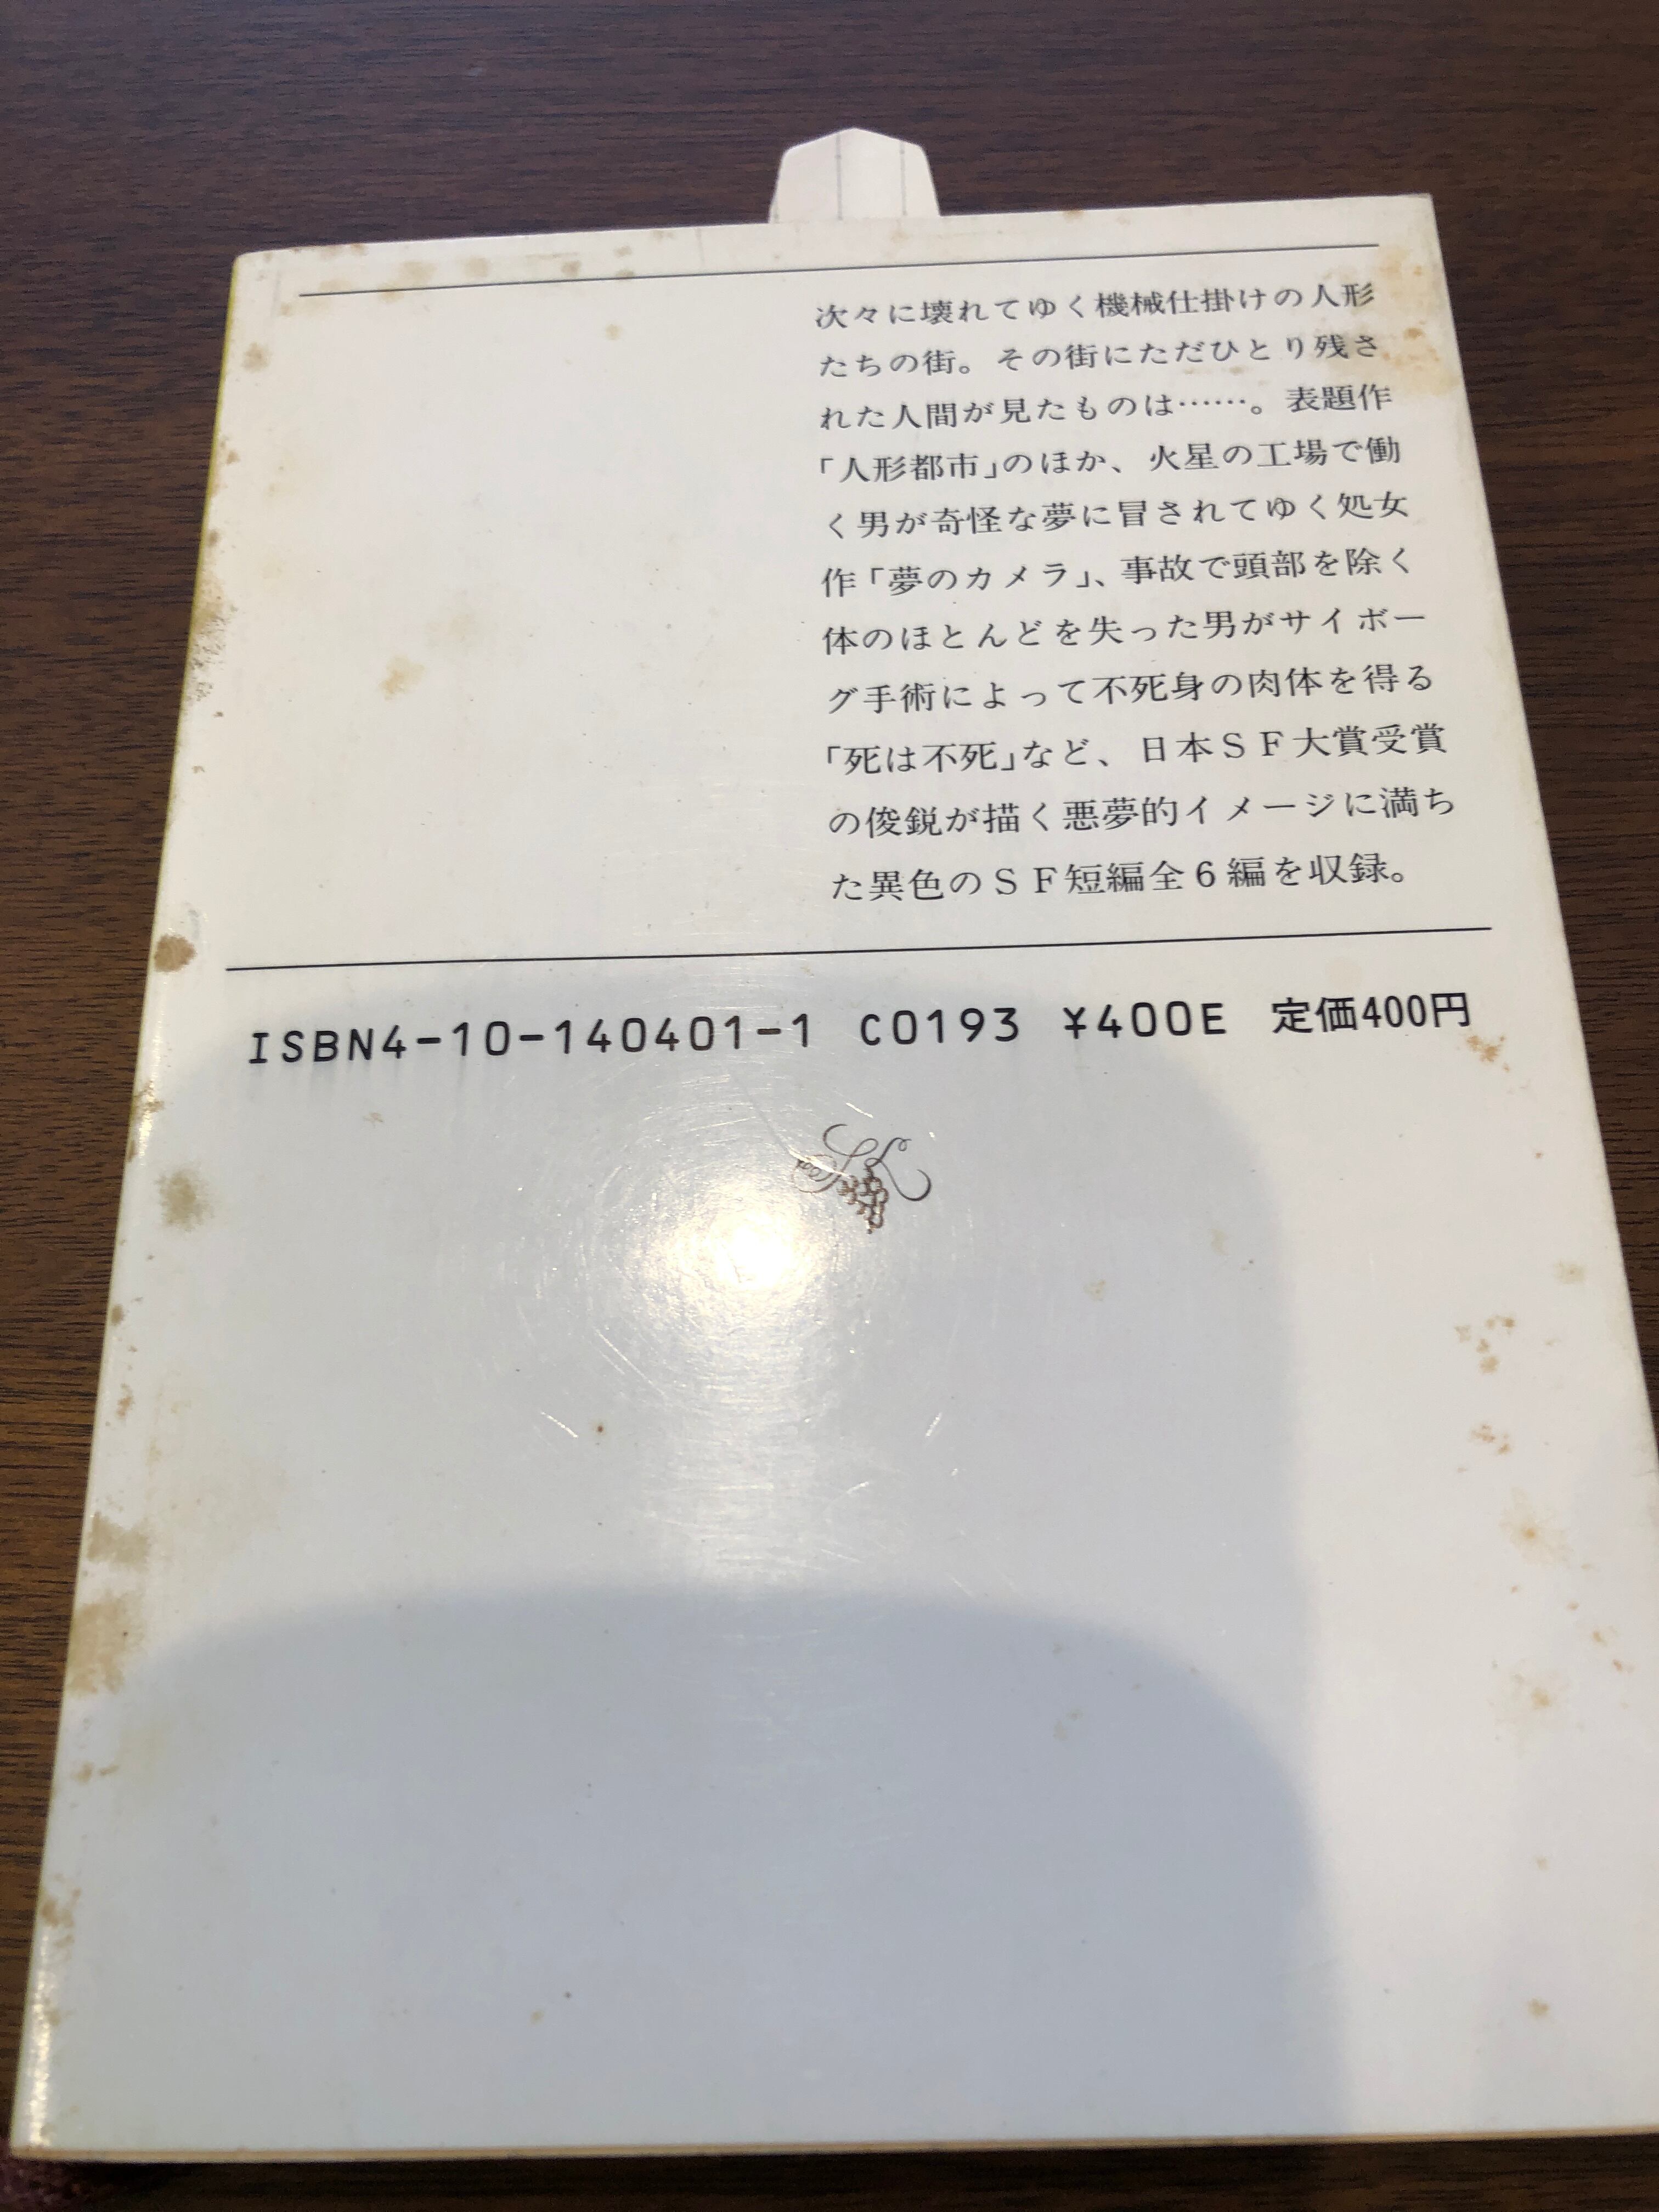 次々に壊れてゆく機械仕掛けの人形
たちの街。その街にただひとり残さ
れた人間が見たものは……。表題作
「人形都市」のほか、火星の工場で働
く男が奇怪な夢に冒されてゆく処女
作「夢のカメラ」、事故で頭部を除く
体のほとんどを失った男がサイボー
グ手術によって不死身の肉体を得る
「死は不死」など、日本ＳＦ大賞受賞
の俊鋭が描く悪夢的イメージに満ち
た異色のＳＦ短編全６編を収録。
ISBN4-10-140401-1 C0193 ¥400E 定価400円